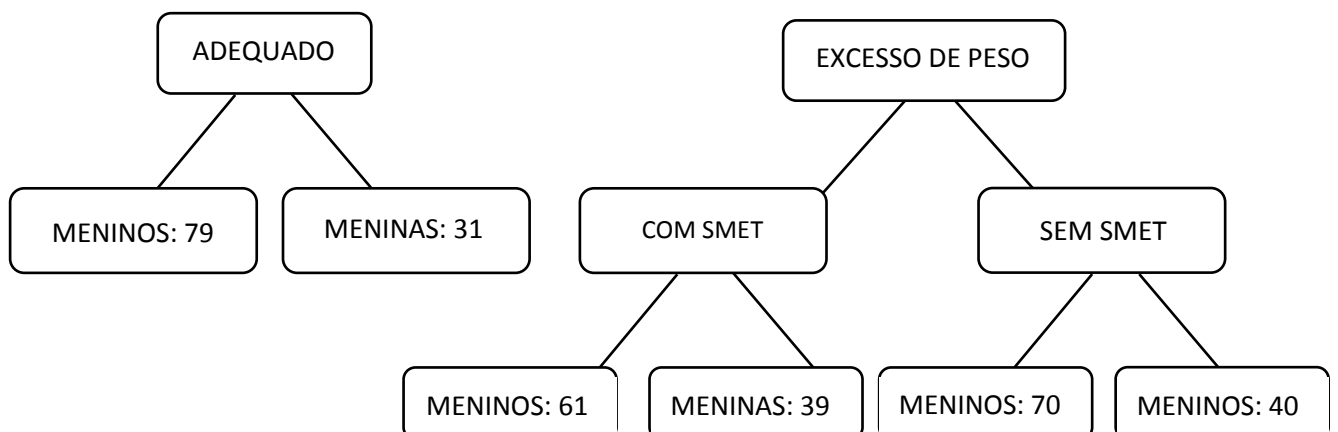 ADEQUADO
EXCESSO DE PESO
MENINOS: 79
MENINAS: 31
COM SMET
SEM SMET
MENINOS: 61
MENINAS: 39
MENINOS: 70
MENINOS: 40